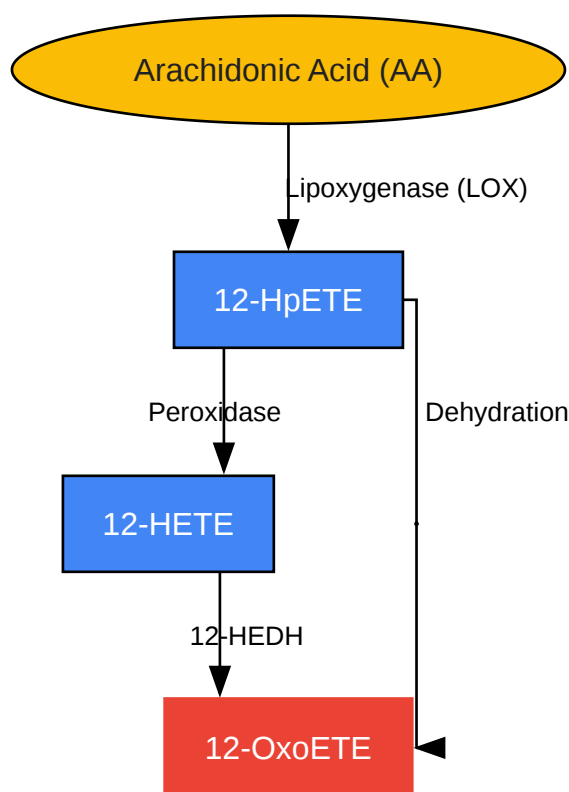 Arachidonic Acid (AA)
Lipoxygenase (LOX)
12-HpETE
Peroxidase
Dehydration
12-HETE
12-HEDH
12-OxoETE